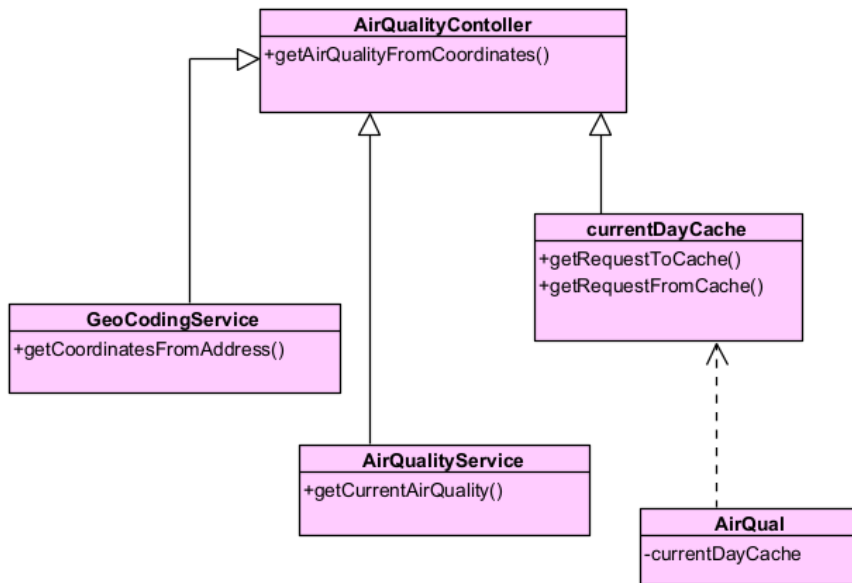 AirQualityContoller
+getAirQualityFromCoordinates()
currentDayCache
+getRequestToCache()
+getRequestFromCache()
GeoCodingService
+getCoordinatesFromAddress()
AirQualityService
+getCurrentAirQuality()
AirQual
-currentDayCache